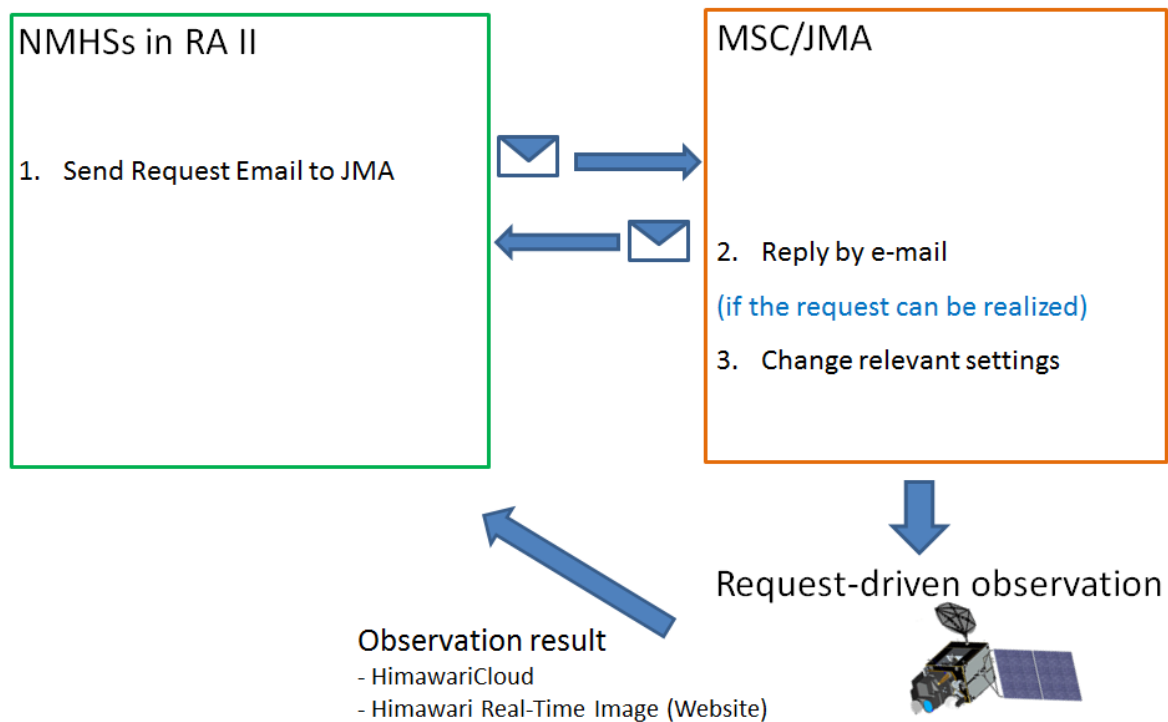 NMHSs in RA II
1. Send Request Email to JMA
MSC/JMA
2. Reply by e-mail
(if the request can be realized)
3. Change relevant settings
Request-driven observation
Observation result
- HimawariCloud
- Himawari Real-Time Image (Website)